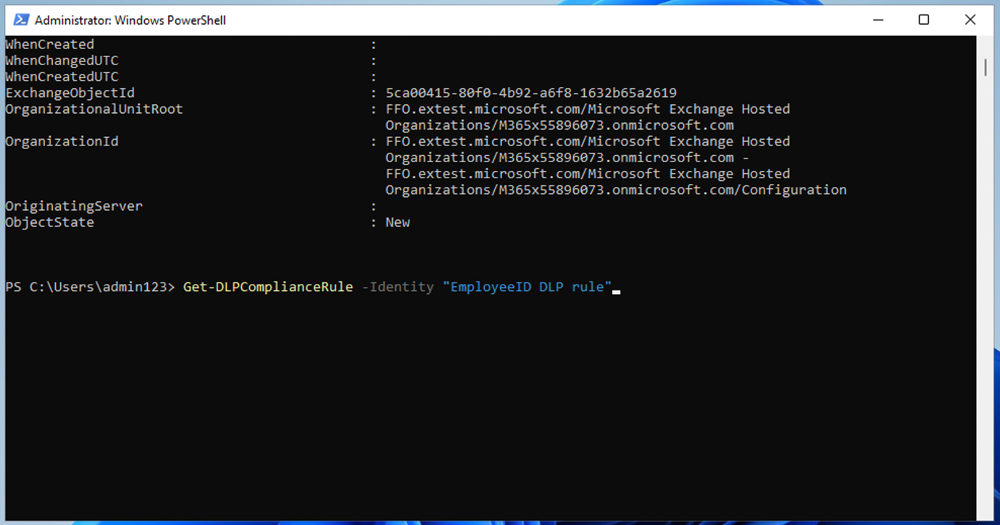 Administrator: Windows PowerShell
WhenCreated :
WhenChangedUTC :
WhenCreatedUTC :
ExchangeObjectId : 5ca00415-80f0-4b92-a6f8-1632b65a2619
OrganizationalUnitRoot : FFO.extest.microsoft.com/Microsoft Exchange Hosted
Organizations/M365x55896073.onmicrosoft.com
OrganizationId : FFO.extest.microsoft.com/Microsoft Exchange Hosted
Organizations/M365x55896073.onmicrosoft.com -
FFO.extest.microsoft.com/Microsoft Exchange Hosted
Organizations/M365x55896073.onmicrosoft.com/Configuration
OriginatingServer :
ObjectState : New
PS C:\Users\admin123> Get-DLPComplianceRule -Identity "EmployeeID DLP rule"